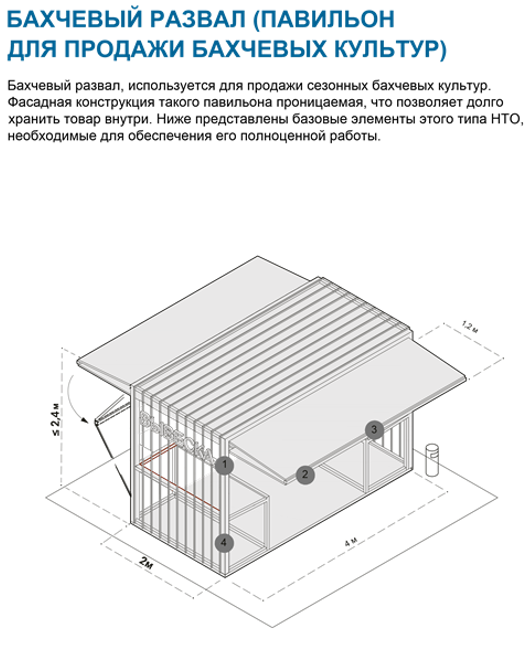 БАХЧЕВЫЙ РАЗВАЛ (ПАВИЛЬОН
ДЛЯ ПРОДАЖИ БАХЧЕВЫХ КУЛЬТУР)
Бахчевый развал, используется для продажи сезонных бахчевых культур.
Фасадная конструкция такого павильона проницаемая, что позволяет долго
хранить товар внутри. Ниже представлены базовые элементы этого типа НТО,
необходимые для обеспечения его полноценной работы.
1,2 м
≤ 2,4 м
ВЫВЕСКА
3
1
2
4
4 м
2м